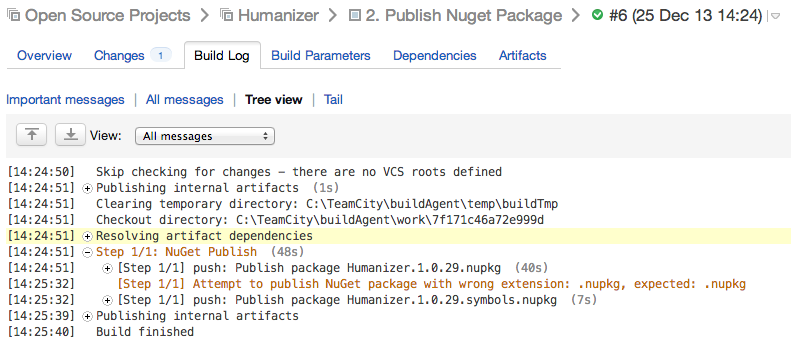 Open Source Projects > Humanizer > 2. Publish Nuget Package > #6 (25 Dec 13 14:24)
Overview Changes 1 Build Log Build Parameters Dependencies Artifacts
Important messages | All messages | Tree view | Tail
View: All messages
[14:24:50] Skip checking for changes – there are no VCS roots defined
[14:24:51] Publishing internal artifacts (1s)
[14:24:51] Clearing temporary directory: C:\TeamCity\buildAgent\temp\buildTmp
[14:24:51] Checkout directory: C:\TeamCity\buildAgent\work\7f171c46a72e999d
[14:24:51] Resolving artifact dependencies
[14:24:51] Step 1/1: NuGet Publish (48s)
[14:24:51] [Step 1/1] push: Publish package Humanizer.1.0.29.nupkg (40s)
[14:25:32] [Step 1/1] Attempt to publish NuGet package with wrong extension: .nupkg, expected: .nupkg
[14:25:32] [Step 1/1] push: Publish package Humanizer.1.0.29.symbols.nupkg (7s)
[14:25:39] Publishing internal artifacts
[14:25:40] Build finished